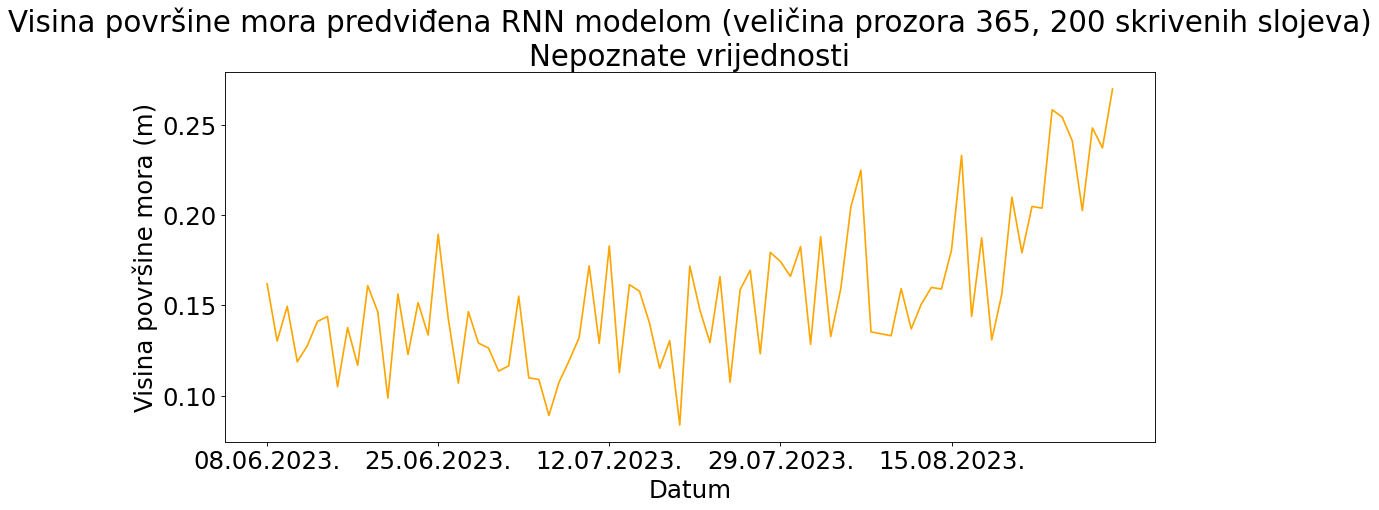 Visina površine mora predviđena RNN modelom (veličina prozora 365, 200 skrivenih slojeva)
Nepoznate vrijednosti
Visina površine mora (m)
0.25
0.20
0.15
0.10
08.06.2023. 25.06.2023. 12.07.2023. 29.07.2023. 15.08.2023.
Datum